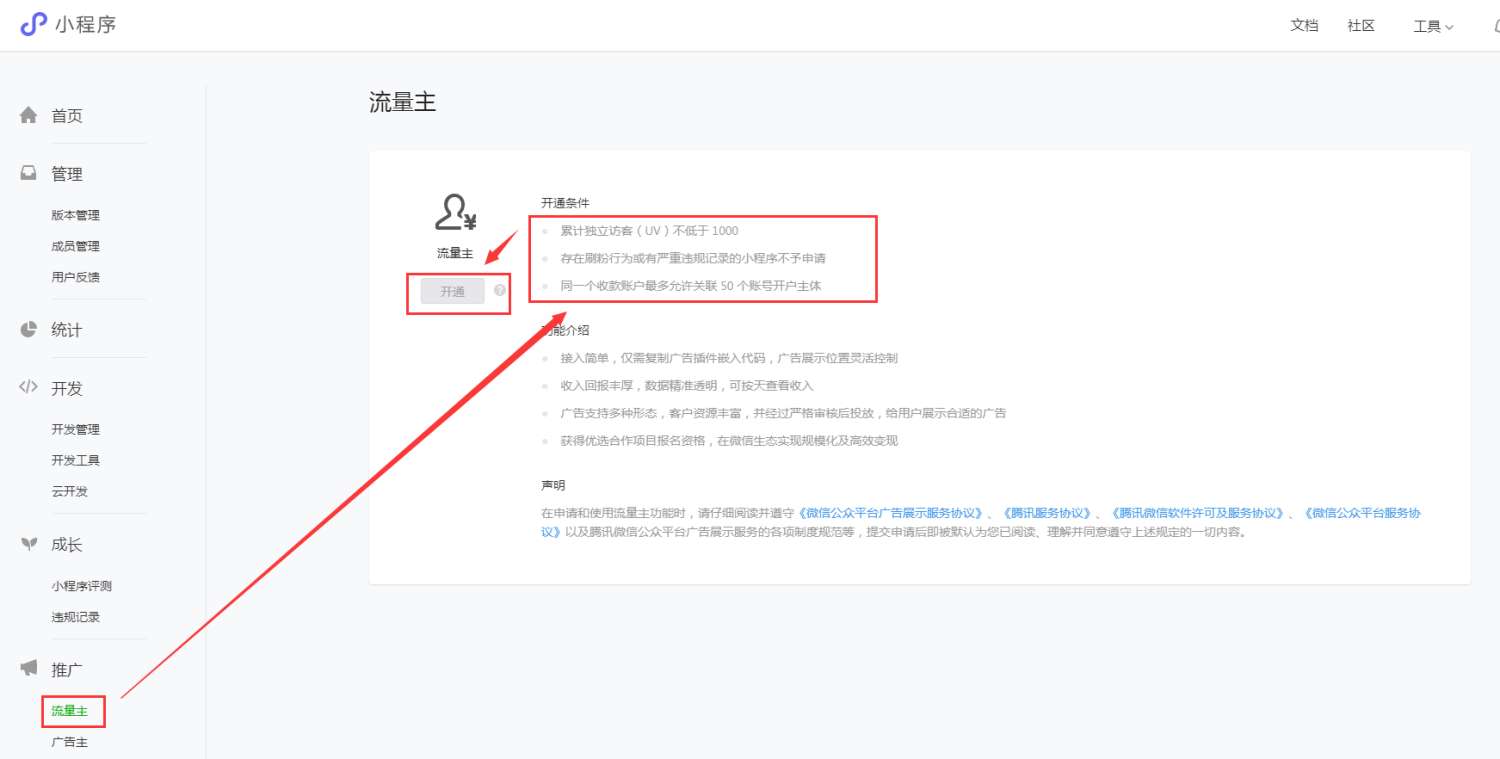 小程序
文档 社区 工具
首页
管理
版本管理
成员管理
用户反馈
统计
开发
开发管理
开发工具
云开发
成长
小程序评测
违规记录
推广
流量主
广告主
流量主
流量主
开通
开通条件
累计独立访客（UV）不低于 1000
存在刷粉行为或有严重违规记录的小程序不予申请
同一个收款账户最多允许关联 50 个账号开户主体
功能介绍
接入简单，仅需复制广告插件嵌入代码，广告展示位置灵活控制
收入回报丰厚，数据精准透明，可按天查看收入
广告支持多种形态，客户资源丰富，并经过严格审核后投放，给用户展示合适的广告
获得优选合作项目报名资格，在微信生态实现规模化及高效变现
声明
在申请和使用流量主功能时，请仔细阅读并遵守《微信公众平台广告展示服务协议》、《腾讯服务协议》、《腾讯微信软件许可及服务协议》、《微信公众平台服务协
议》以及腾讯微信公众平台广告展示服务的各项制度规范等，提交申请后即被默认为您已阅读、理解并同意遵守上述规定的一切内容。